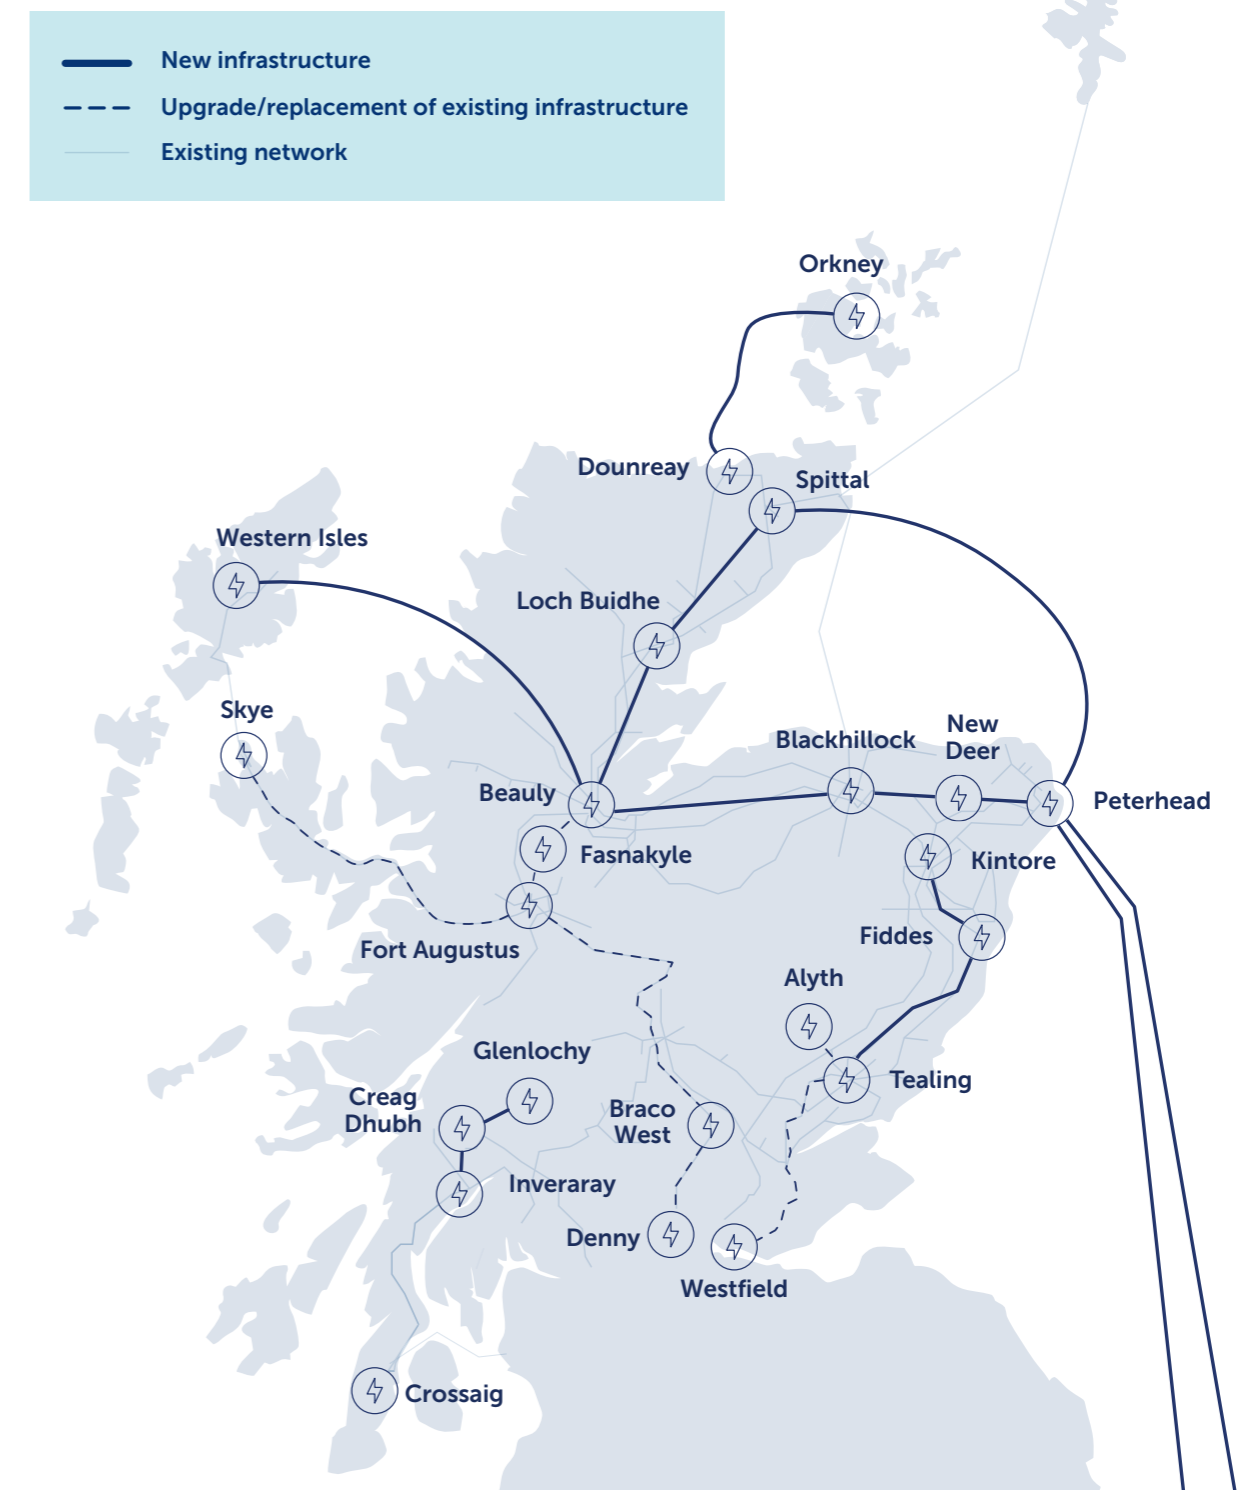 New infrastructure
Upgrade/replacement of existing infrastructure
Existing network
Orkney
Dounreay
Spittal
Western Isles
Loch Buidhe
Skye
New
Deer
Blackhillock
Beauly
Peterhead
Fasnakyle
Kintore
Fiddes
Fort Augustus
Alyth
Glenlochy
Tealing
Creag
Dhubh
Braco
West
Inveraray
Denny
Westfield
Crossaig